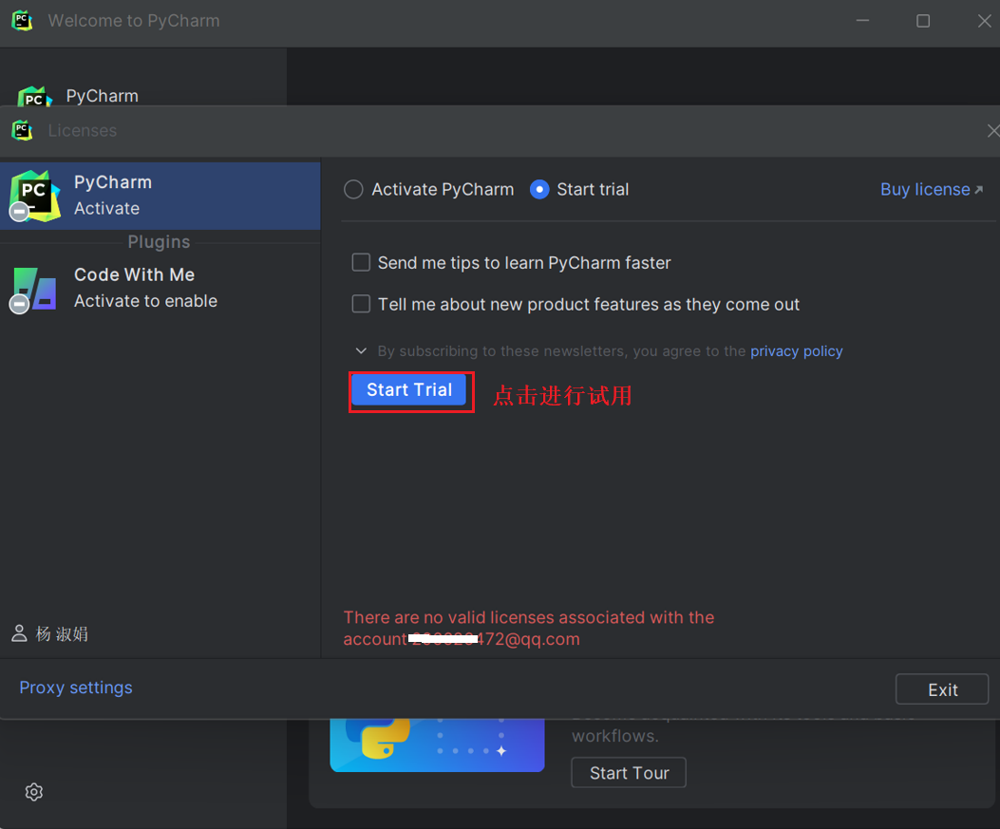 Welcome to PyCharm
PyCharm
Licenses
PyCharm
Activate
Plugins
Code With Me
Activate to enable
Activate PyCharm
Start trial
Buy license
Send me tips to learn PyCharm faster
Tell me about new product features as they come out
By subscribing to these newsletters, you agree to the privacy policy
Start Trial
点击进行试用
There are no valid licenses associated with the
account 472@qq.com
杨 淑娟
Proxy settings
Exit
workflows.
Start Tour